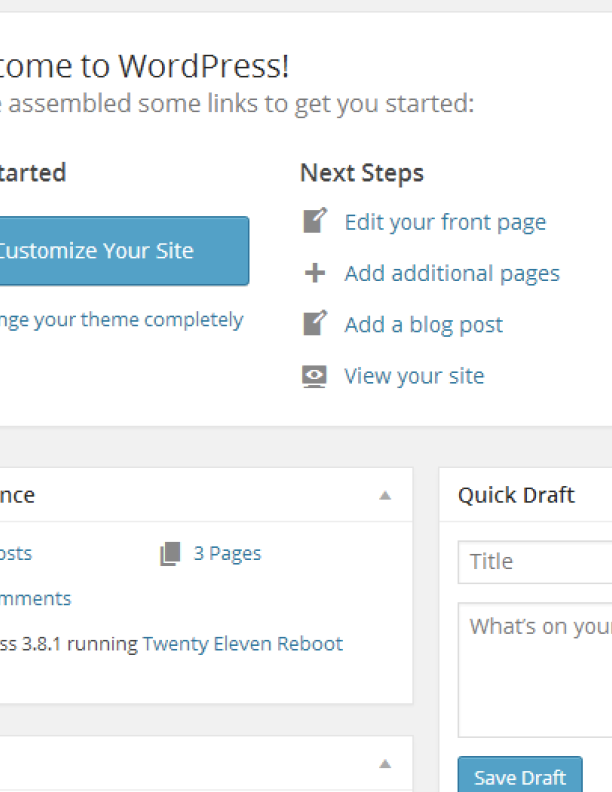 come to WordPress!
assembled some links to get you started:
tarted
Next Steps
Customize Your Site
Edit your front page
nge your theme completely
Add additional pages
Add a blog post
View your site
nce
Quick Draft
osts
3 Pages
Title
mments
What's on your
ss 3.8.1 running Twenty Eleven Reboot
Save Draft